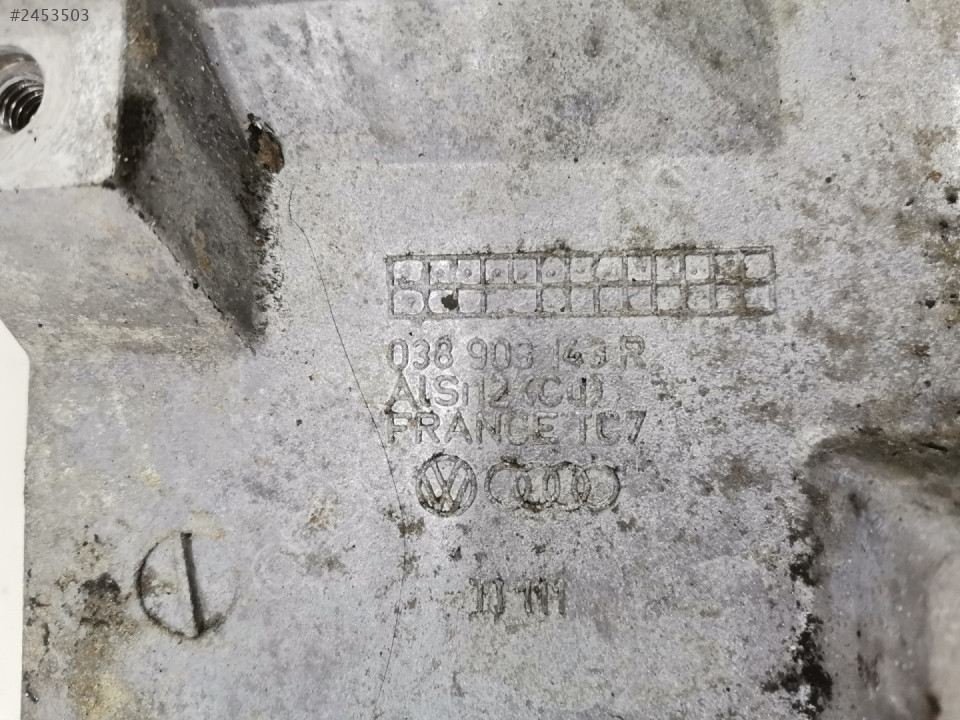 #2453503
038 903 143 R
AlSi12(Cu)
FRANCE TC7